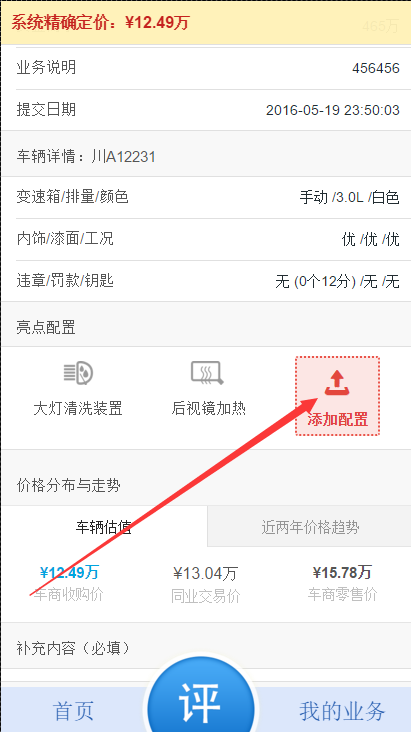 系统精确定价：¥12.49万 465万
业务说明 456456
提交日期 2016-05-19 23:50:03
车辆详情：川A12231
变速箱/排量/颜色 手动 /3.0L /白色
内饰/漆面/工况 优 /优 /优
违章/罚款/钥匙 无 (0个12分) /无 /无
亮点配置
大灯清洗装置 后视镜加热 添加配置
价格分布与走势
车辆估值 近两年价格趋势
¥12.49万 ¥13.04万 ¥15.78万
车商收购价 同业交易价 车商零售价
补充内容（必填）
首页 评 我的业务